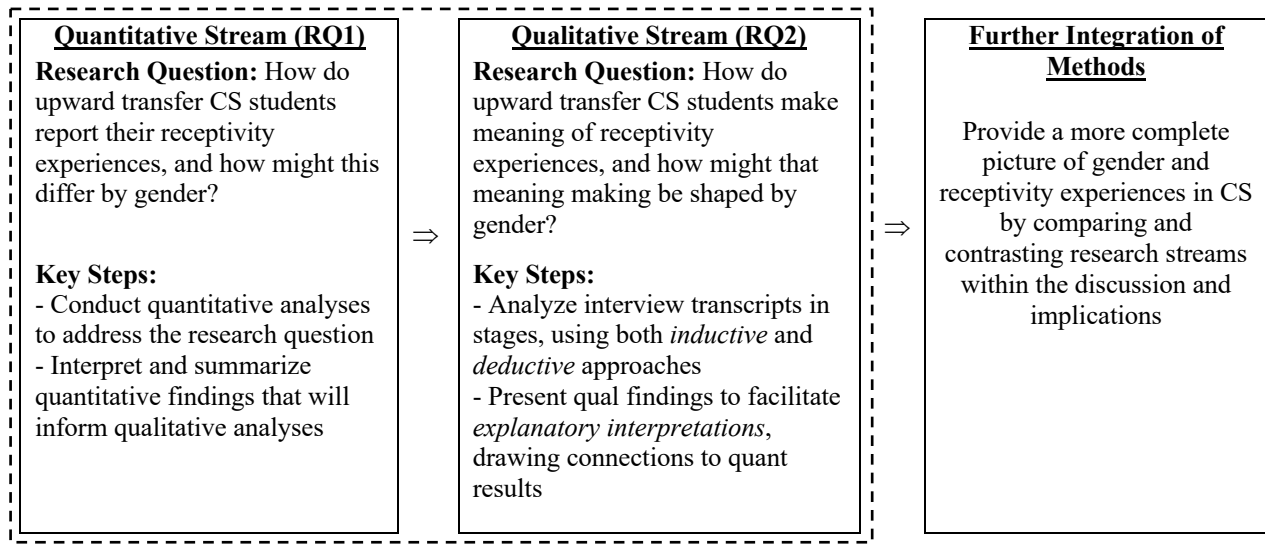 Quantitative Stream (RQ1)
Research Question: How do
upward transfer CS students
report their receptivity
experiences, and how might this
differ by gender?
Key Steps:
- Conduct quantitative analyses
to address the research question
- Interpret and summarize
quantitative findings that will
inform qualitative analyses
⇒
Qualitative Stream (RQ2)
Research Question: How do
upward transfer CS students make
meaning of receptivity
experiences, and how might that
meaning making be shaped by
gender?
Key Steps:
- Analyze interview transcripts in
stages, using both inductive and
deductive approaches
- Present qual findings to facilitate
explanatory interpretations,
drawing connections to quant
results
⇒
Further Integration of
Methods
Provide a more complete
picture of gender and
receptivity experiences in CS
by comparing and
contrasting research streams
within the discussion and
implications